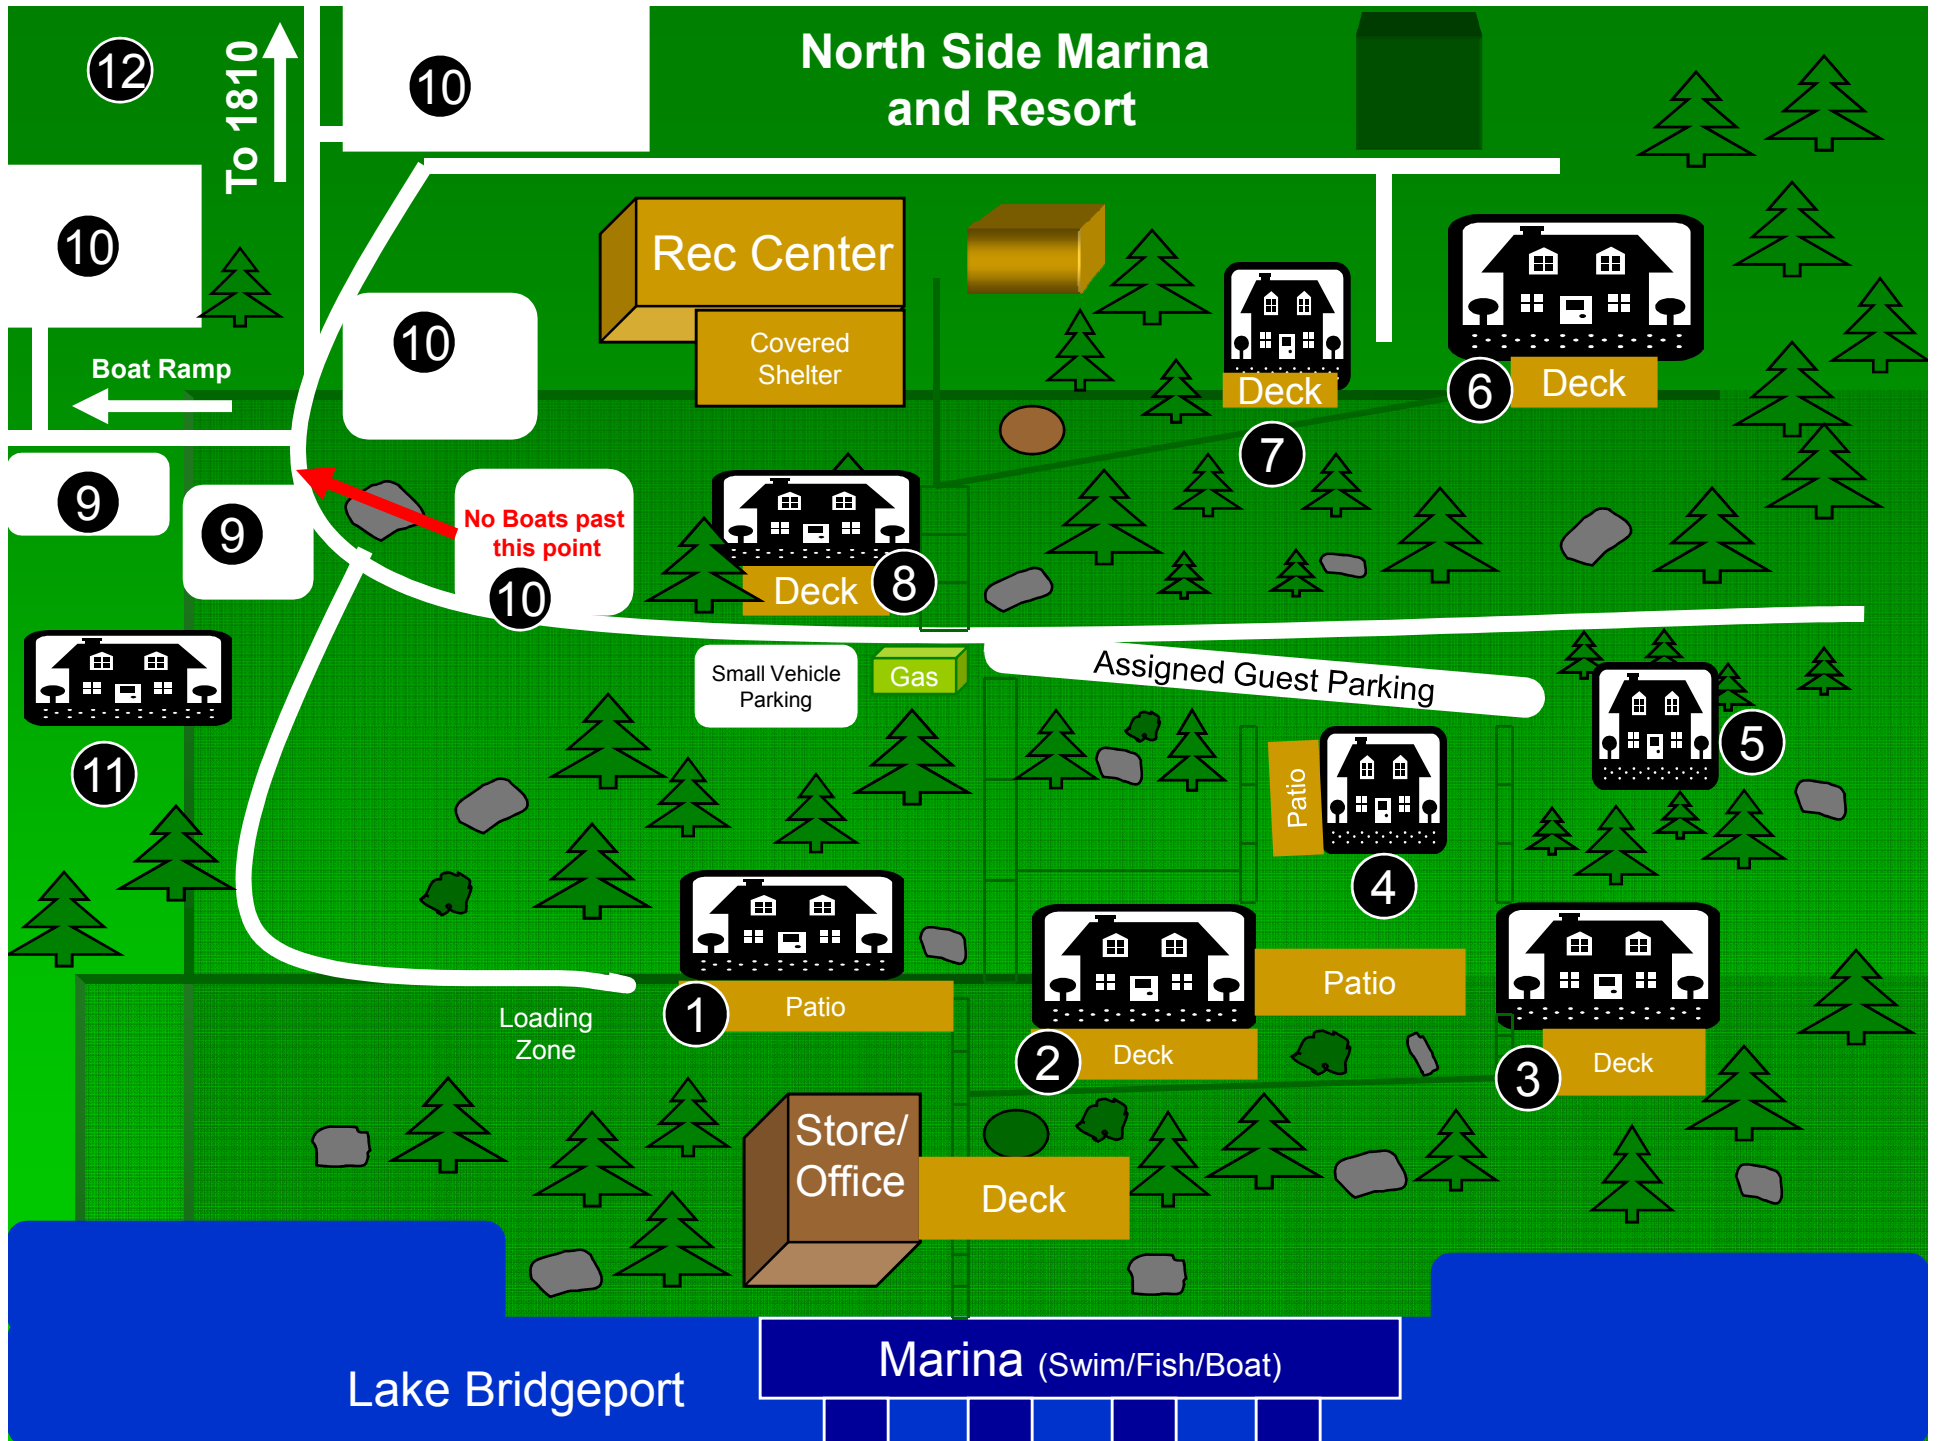 North Side Marina
and Resort
12
To 1810
10
10
Rec Center
Covered
Shelter
10
Boat Ramp
Deck
6
Deck
7
9
9
No Boats past
this point
10
Deck
8
Small Vehicle
Parking
Gas
Assigned Guest Parking
5
11
Patio
4
Patio
1
Patio
Loading
Zone
2
Deck
3
Deck
Store/
Office
Deck
Marina (Swim/Fish/Boat)
Lake Bridgeport